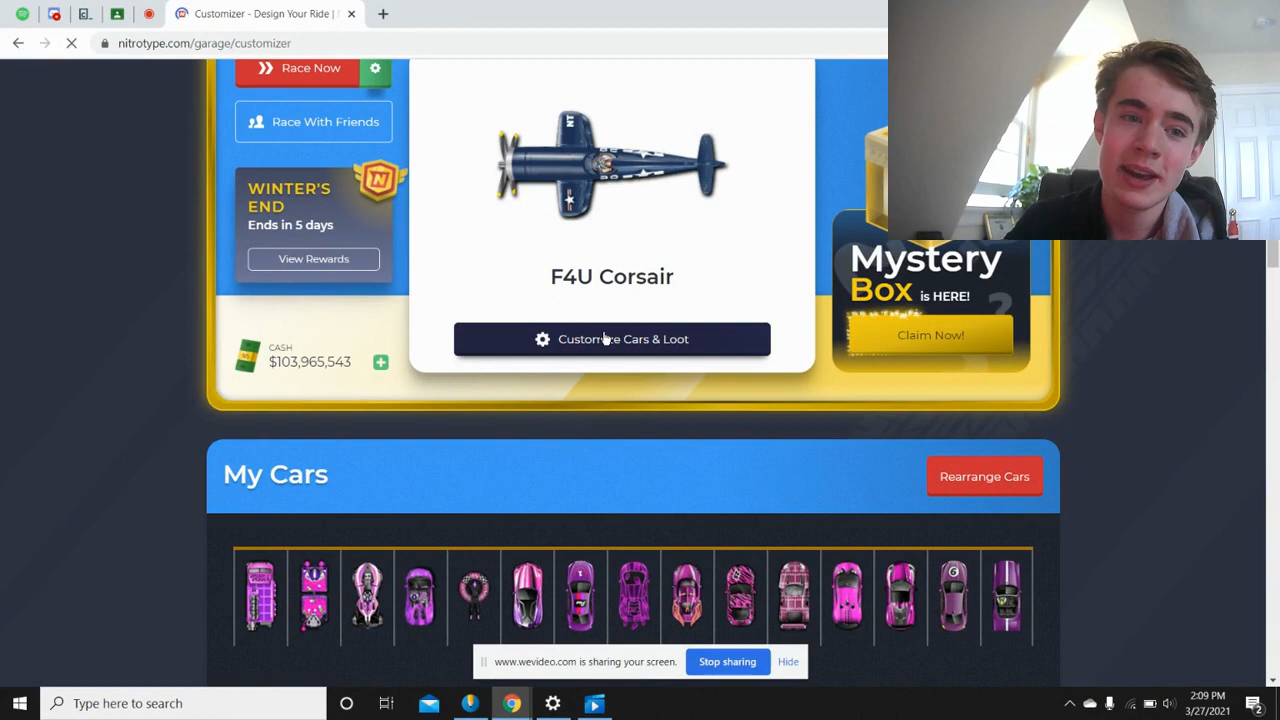 Customizer - Design Your Ride |
nitrotype.com/garage/customizer
Race Now
Race With Friends
WINTER'S
END
Ends in 5 days
View Rewards
CASH
$103,965,543
NT
F4U Corsair
Customize Cars & Loot
Mystery
Box is HERE!
Claim Now!
My Cars
Rearrange Cars
www.wevideo.com is sharing your screen.
Stop sharing
Hide
Type here to search
2:09 PM
3/27/2021
2